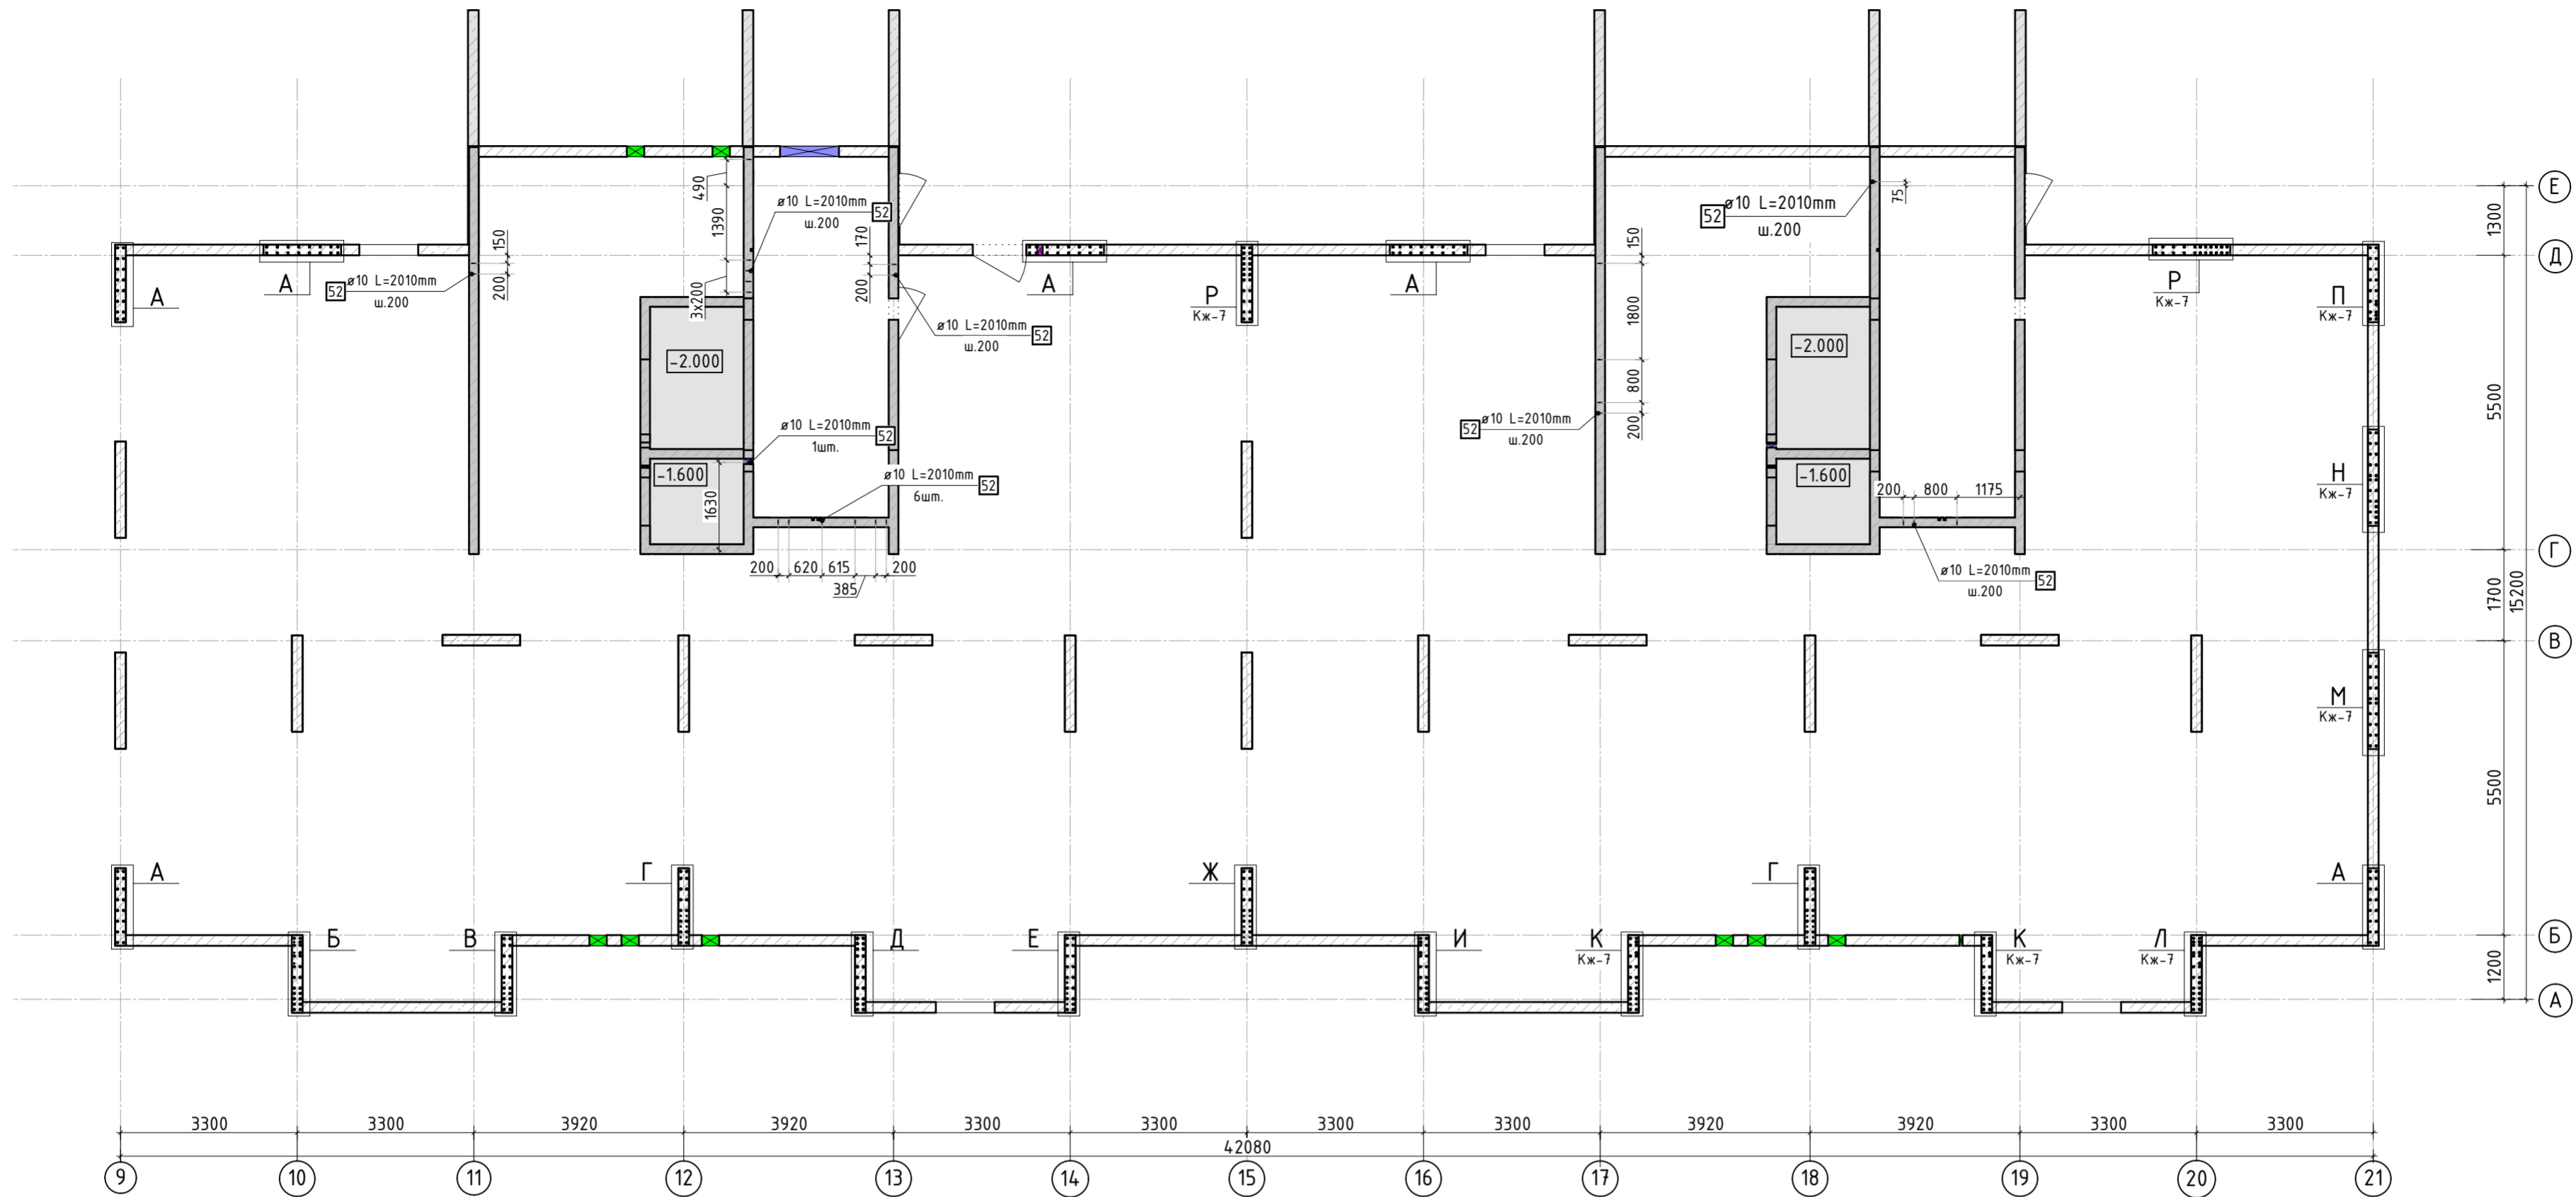 E
490
ø10 L=2010mm
52
ш.200
1390
75
52
ø10 L=2010mm
ш.200
1300
150
170
150
Д
А
А
52
ø10 L=2010mm
ш.200
200
3х200
200
А
Р
Кж-7
А
Р
Кж-7
П
Кж-7
ø10 L=2010mm
52
ш.200
1800
-2.000
-2.000
800
5500
52
ø10 L=2010mm
ш.200
200
ø10 L=2010mm
52
1шт.
-1.600
-1.600
ø10 L=2010mm
52
6шт.
1630
200
800
1175
Н
Кж-7
Г
200
620
615
200
385
ø10 L=2010mm
52
ш.200
1700
15200
В
М
Кж-7
5500
А
Г
Ж
Г
А
Б
В
Д
Е
И
К
Кж-7
К
Кж-7
Л
Кж-7
Б
1200
А
3300
3300
3920
3920
3300
3300
3300
3300
3920
3920
3300
3300
42080
9
10
11
12
13
14
15
16
17
18
19
20
21